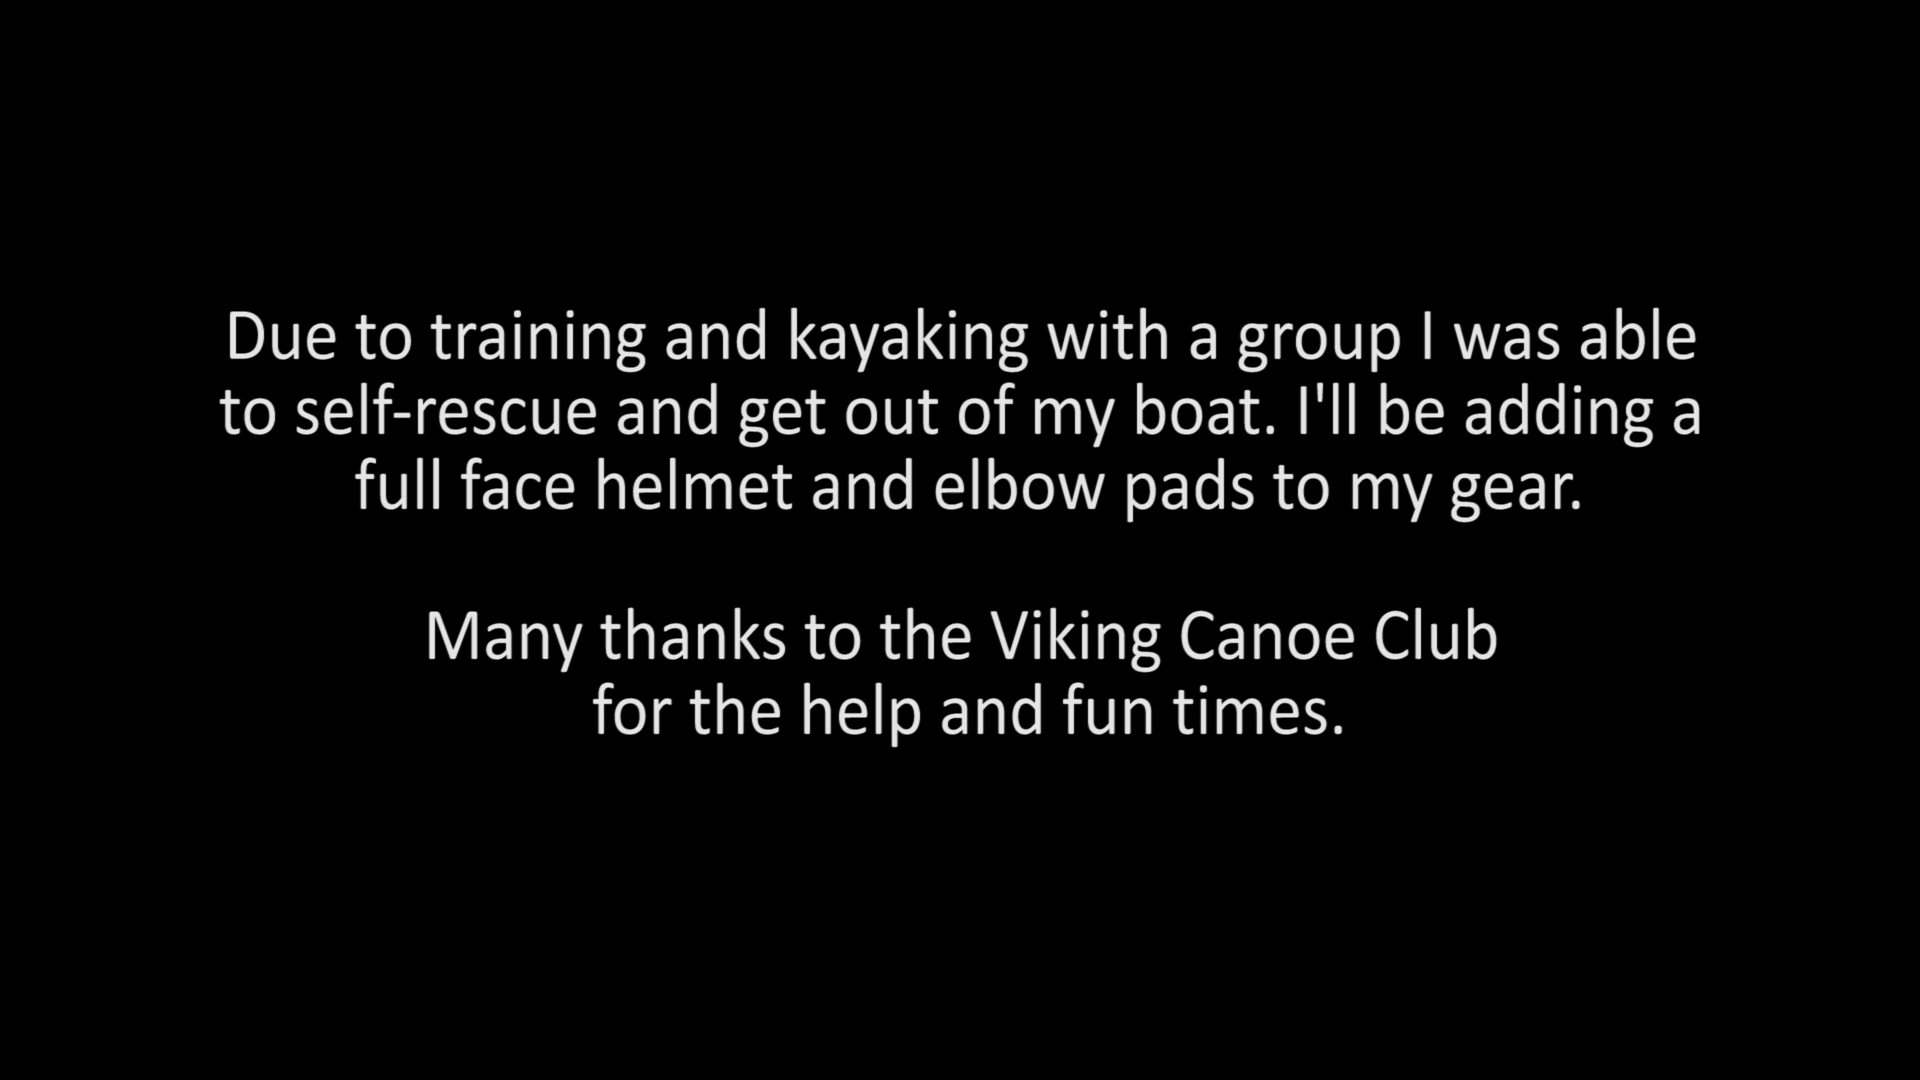 Due to training and kayaking with a group I was able
to self-rescue and get out of my boat. I'll be adding a
full face helmet and elbow pads to my gear.
Many thanks to the Viking Canoe Club
for the help and fun times.